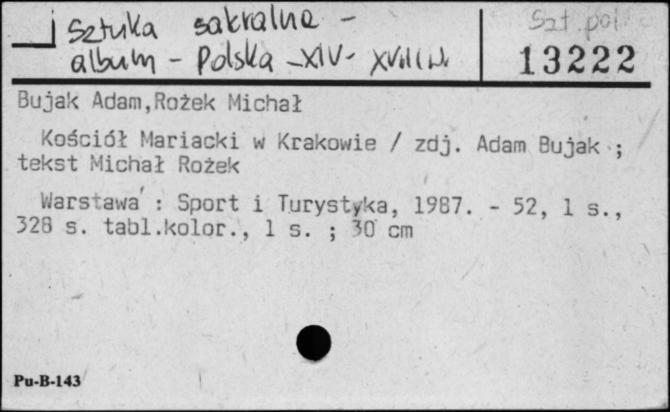 Sztuka sakralna -
album - Polska - XIV - XVIII w.
Szt. pol.
13222
Bujak Adam,Rożek Michał
Kościół Mariacki w Krakowie / zdj. Adam Bujak ;
tekst Michał Rożek
Warstawa : Sport i Turystyka, 1987. - 52, 1 s.,
328 s. tabl.kolor., 1 s. ; 30 cm
Pu-B-143